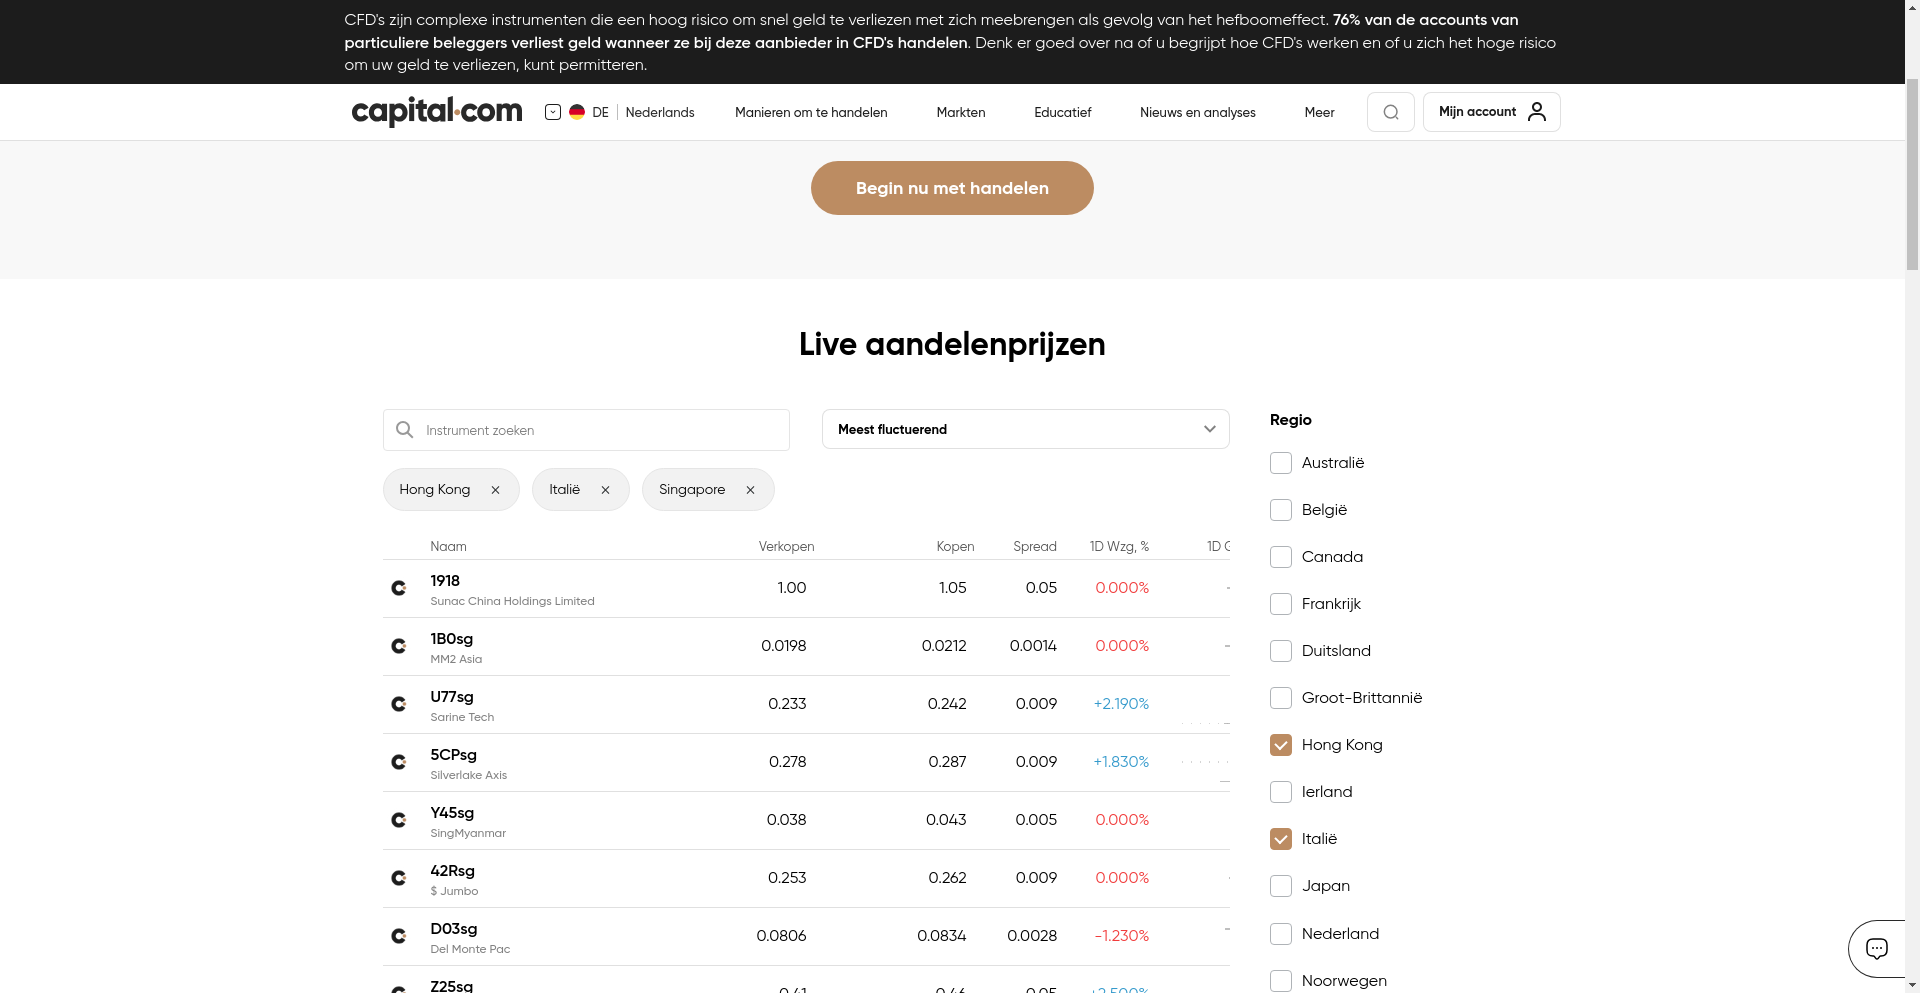 CFD's zijn complexe instrumenten die een hoog risico om snel geld te verliezen met zich meebrengen als gevolg van het hefboomeffect. 76% van de accounts van
particuliere beleggers verliest geld wanneer ze bij deze aanbieder in CFD's handelen. Denk er goed over na of u begrijpt hoe CFD's werken en of u zich het hoge risico
om uw geld te verliezen, kunt permitteren.
capital.com DE Nederlands Manieren om te handelen Markten Educatief Nieuws en analyses Meer Mijn account
Begin nu met handelen
Live aandelenprijzen
Instrument zoeken
Meest fluctuerend
Hong Kong Italië Singapore
Naam Verkopen Kopen Spread 1D Wzg, % 1D
1918 1.00 1.05 0.05 0.000%
Sunac China Holdings Limited
1B0sg 0.0198 0.0212 0.0014 0.000%
MM2 Asia
U77sg 0.233 0.242 0.009 +2.190%
Sarine Tech
5CPsg 0.278 0.287 0.009 +1.830%
Silverlake Axis
Y45sg 0.038 0.043 0.005 0.000%
SingMyanmar
42Rsg 0.253 0.262 0.009 0.000%
$ Jumbo
D03sg 0.0806 0.0834 0.0028 -1.230%
Del Monte Pac
Z25sg 0.41 0.46 0.05 +2.500%
Regio
Australië
België
Canada
Frankrijk
Duitsland
Groot-Brittannië
Hong Kong
Ierland
Italië
Japan
Nederland
Noorwegen